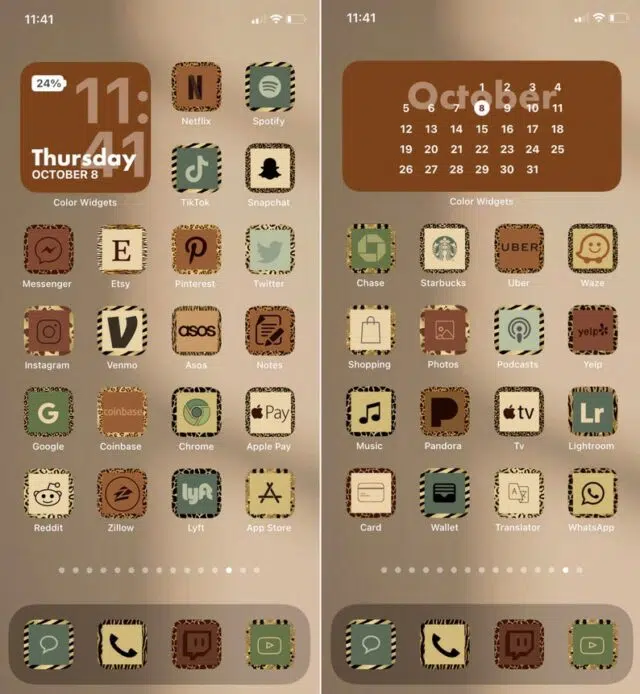 11:41
24%
11:
41
Thursday
OCTOBER 8
Color Widgets
N
Netflix
Spotify
TikTok
Snapchat
E
Messenger
Etsy
Pinterest
Twitter
V
asos
Instagram
Venmo
Asos
Notes
G
coinbase
Pay
Google
Coinbase
Chrome
Apple Pay
lyft
Reddit
Zillow
Lyft
App Store
11:41
October
1 2 3 4
5 6 7 8 9 10 11
12 13 14 15 16 17 18
19 20 21 22 23 24 25
26 27 28 29 30 31
Color Widgets
UBER
Chase
Starbucks
Uber
Waze
yelp
Shopping
Photos
Podcasts
Yelp
P
tv
Lr
Music
Pandora
Tv
Lightroom
A
Card
Wallet
Translator
WhatsApp